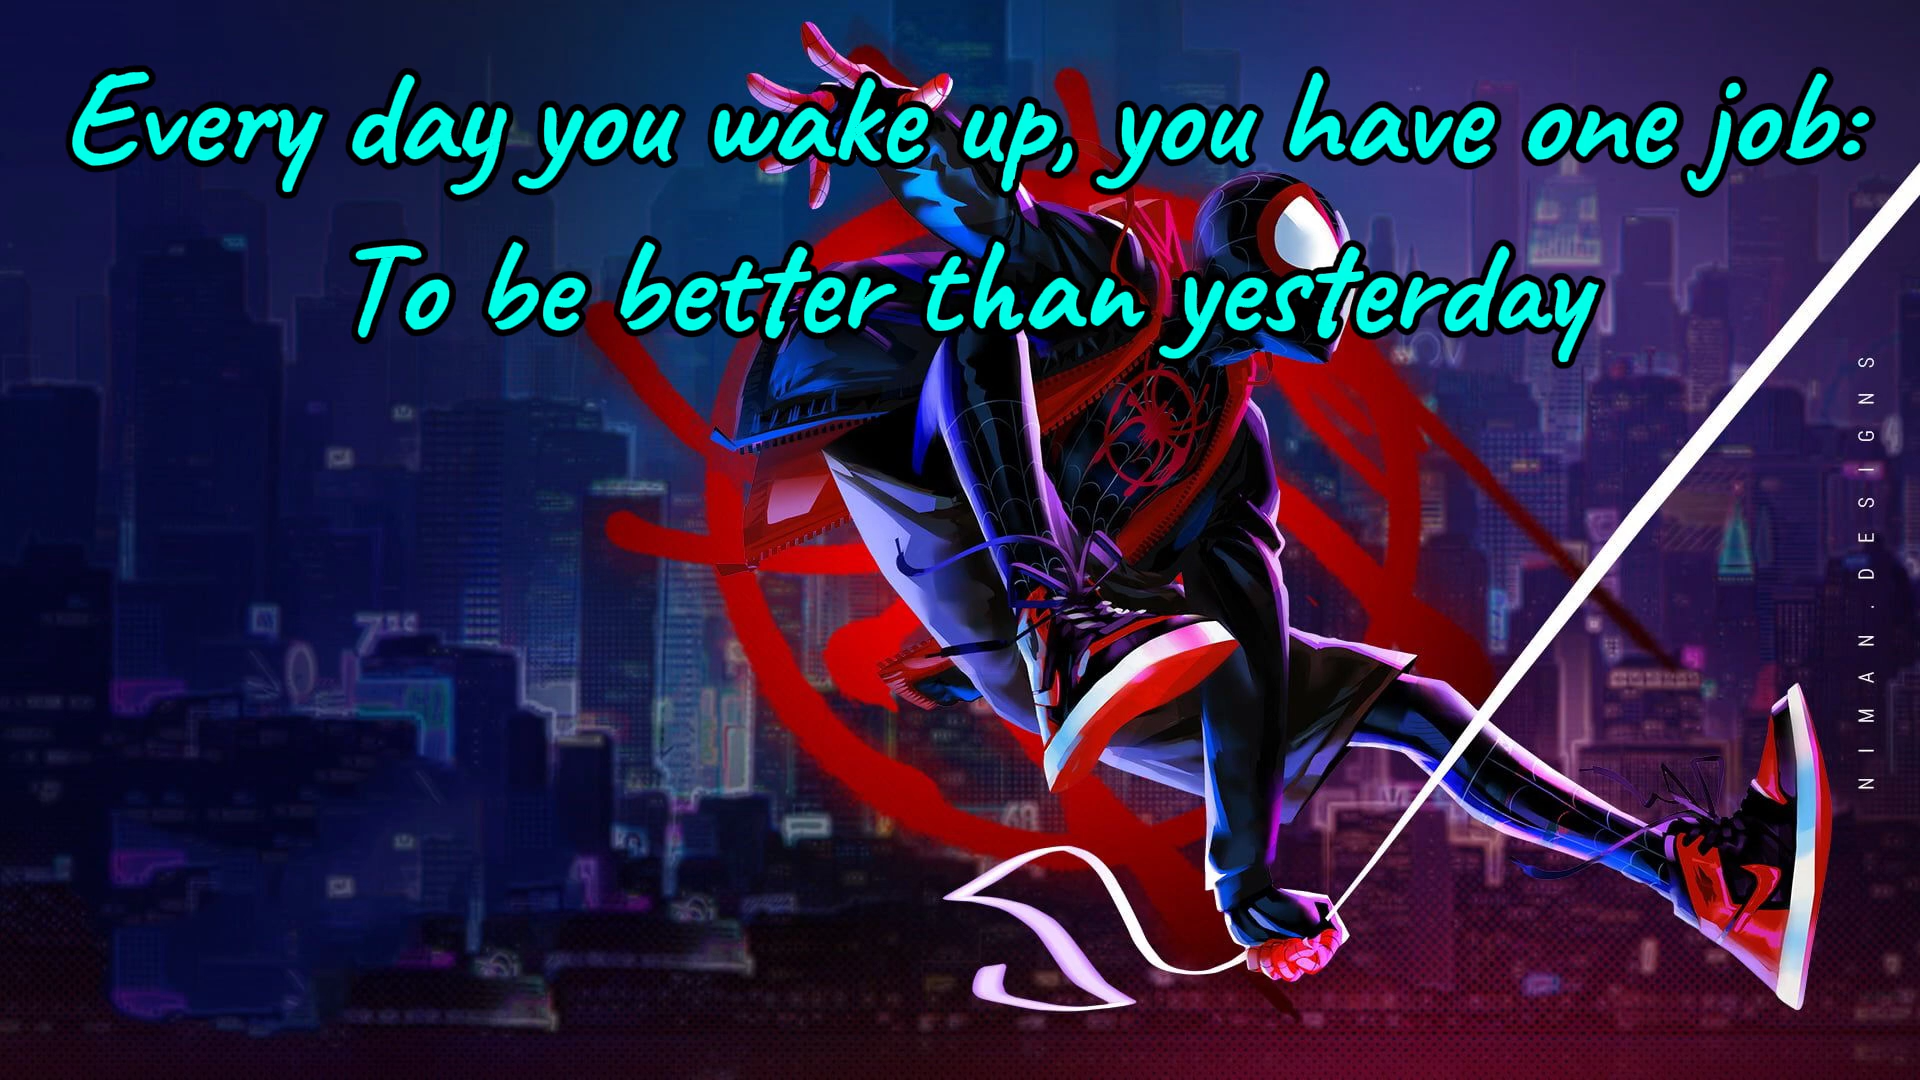 Every day you wake up, you have one job:
To be better than yesterday
NIMAN.DESIGNS